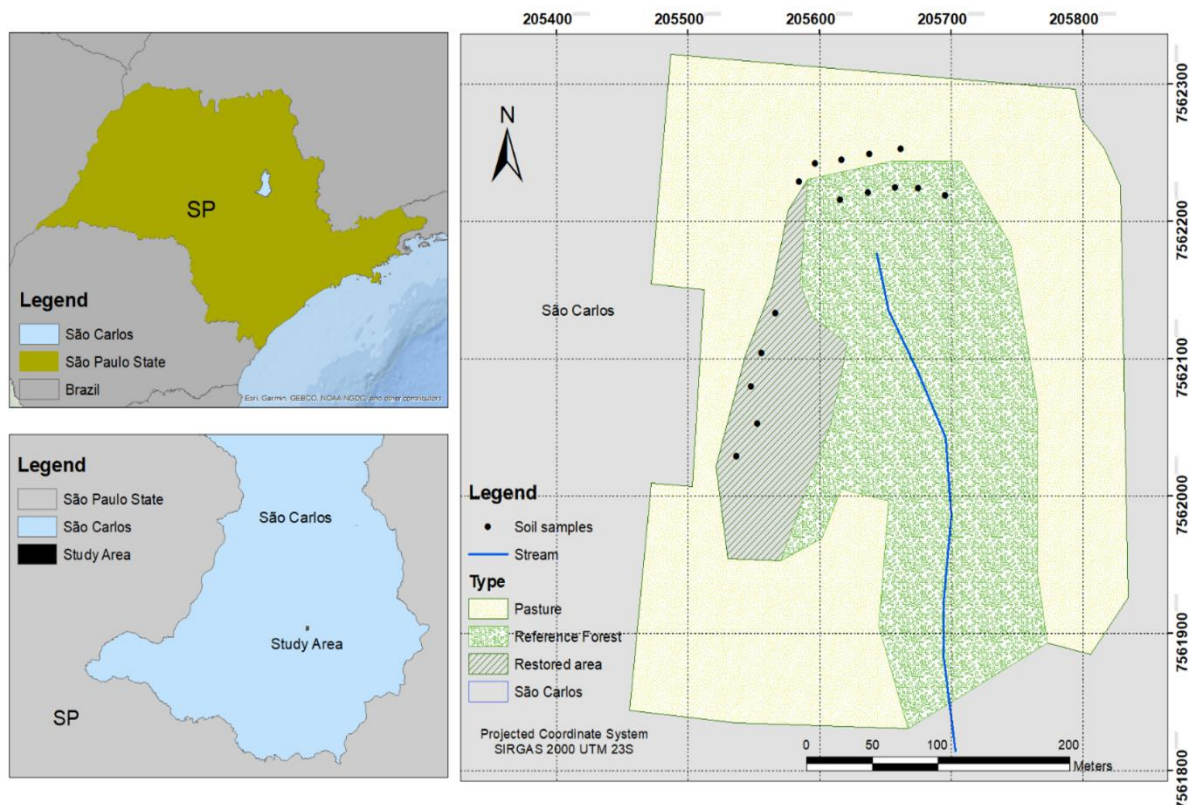 SP
Legend
São Carlos
São Paulo State
Brazil
Esri, Garmin, GEBCO, NOAA NGDC, and other contributors
Legend
São Paulo State
São Carlos
Study Area
São Carlos
Study Area
SP
205400 205500 205600 205700 205800
N
7562300
7562200
7562100
7562000
7561900
7561800
São Carlos
Legend
Soil samples
Stream
Type
Pasture
Reference Forest
Restored area
São Carlos
Projected Coordinate System
SIRGAS 2000 UTM 23S
0 50 100 200
Meters